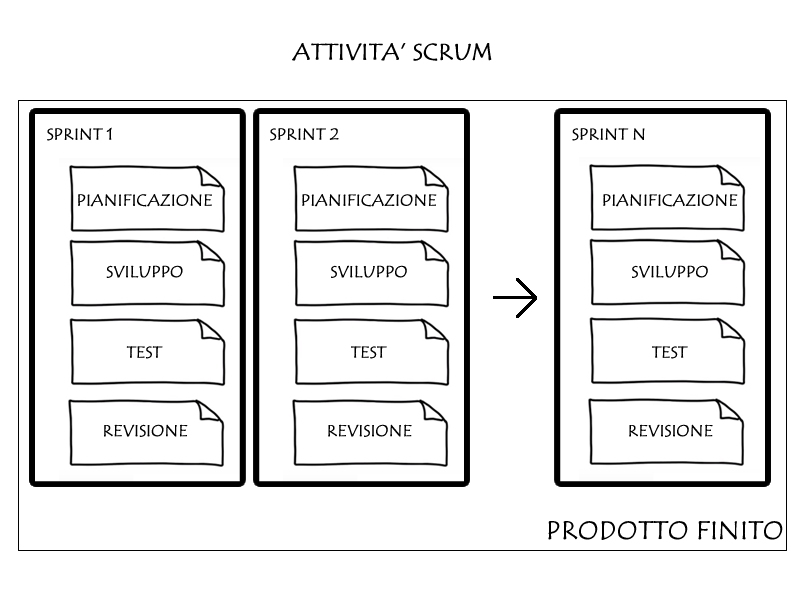 ATTIVITA' SCRUM
SPRINT 1
PIANIFICAZIONE
SVILUPPO
TEST
REVISIONE
SPRINT 2
PIANIFICAZIONE
SVILUPPO
TEST
REVISIONE
SPRINT N
PIANIFICAZIONE
SVILUPPO
TEST
REVISIONE
PRODOTTO FINITO